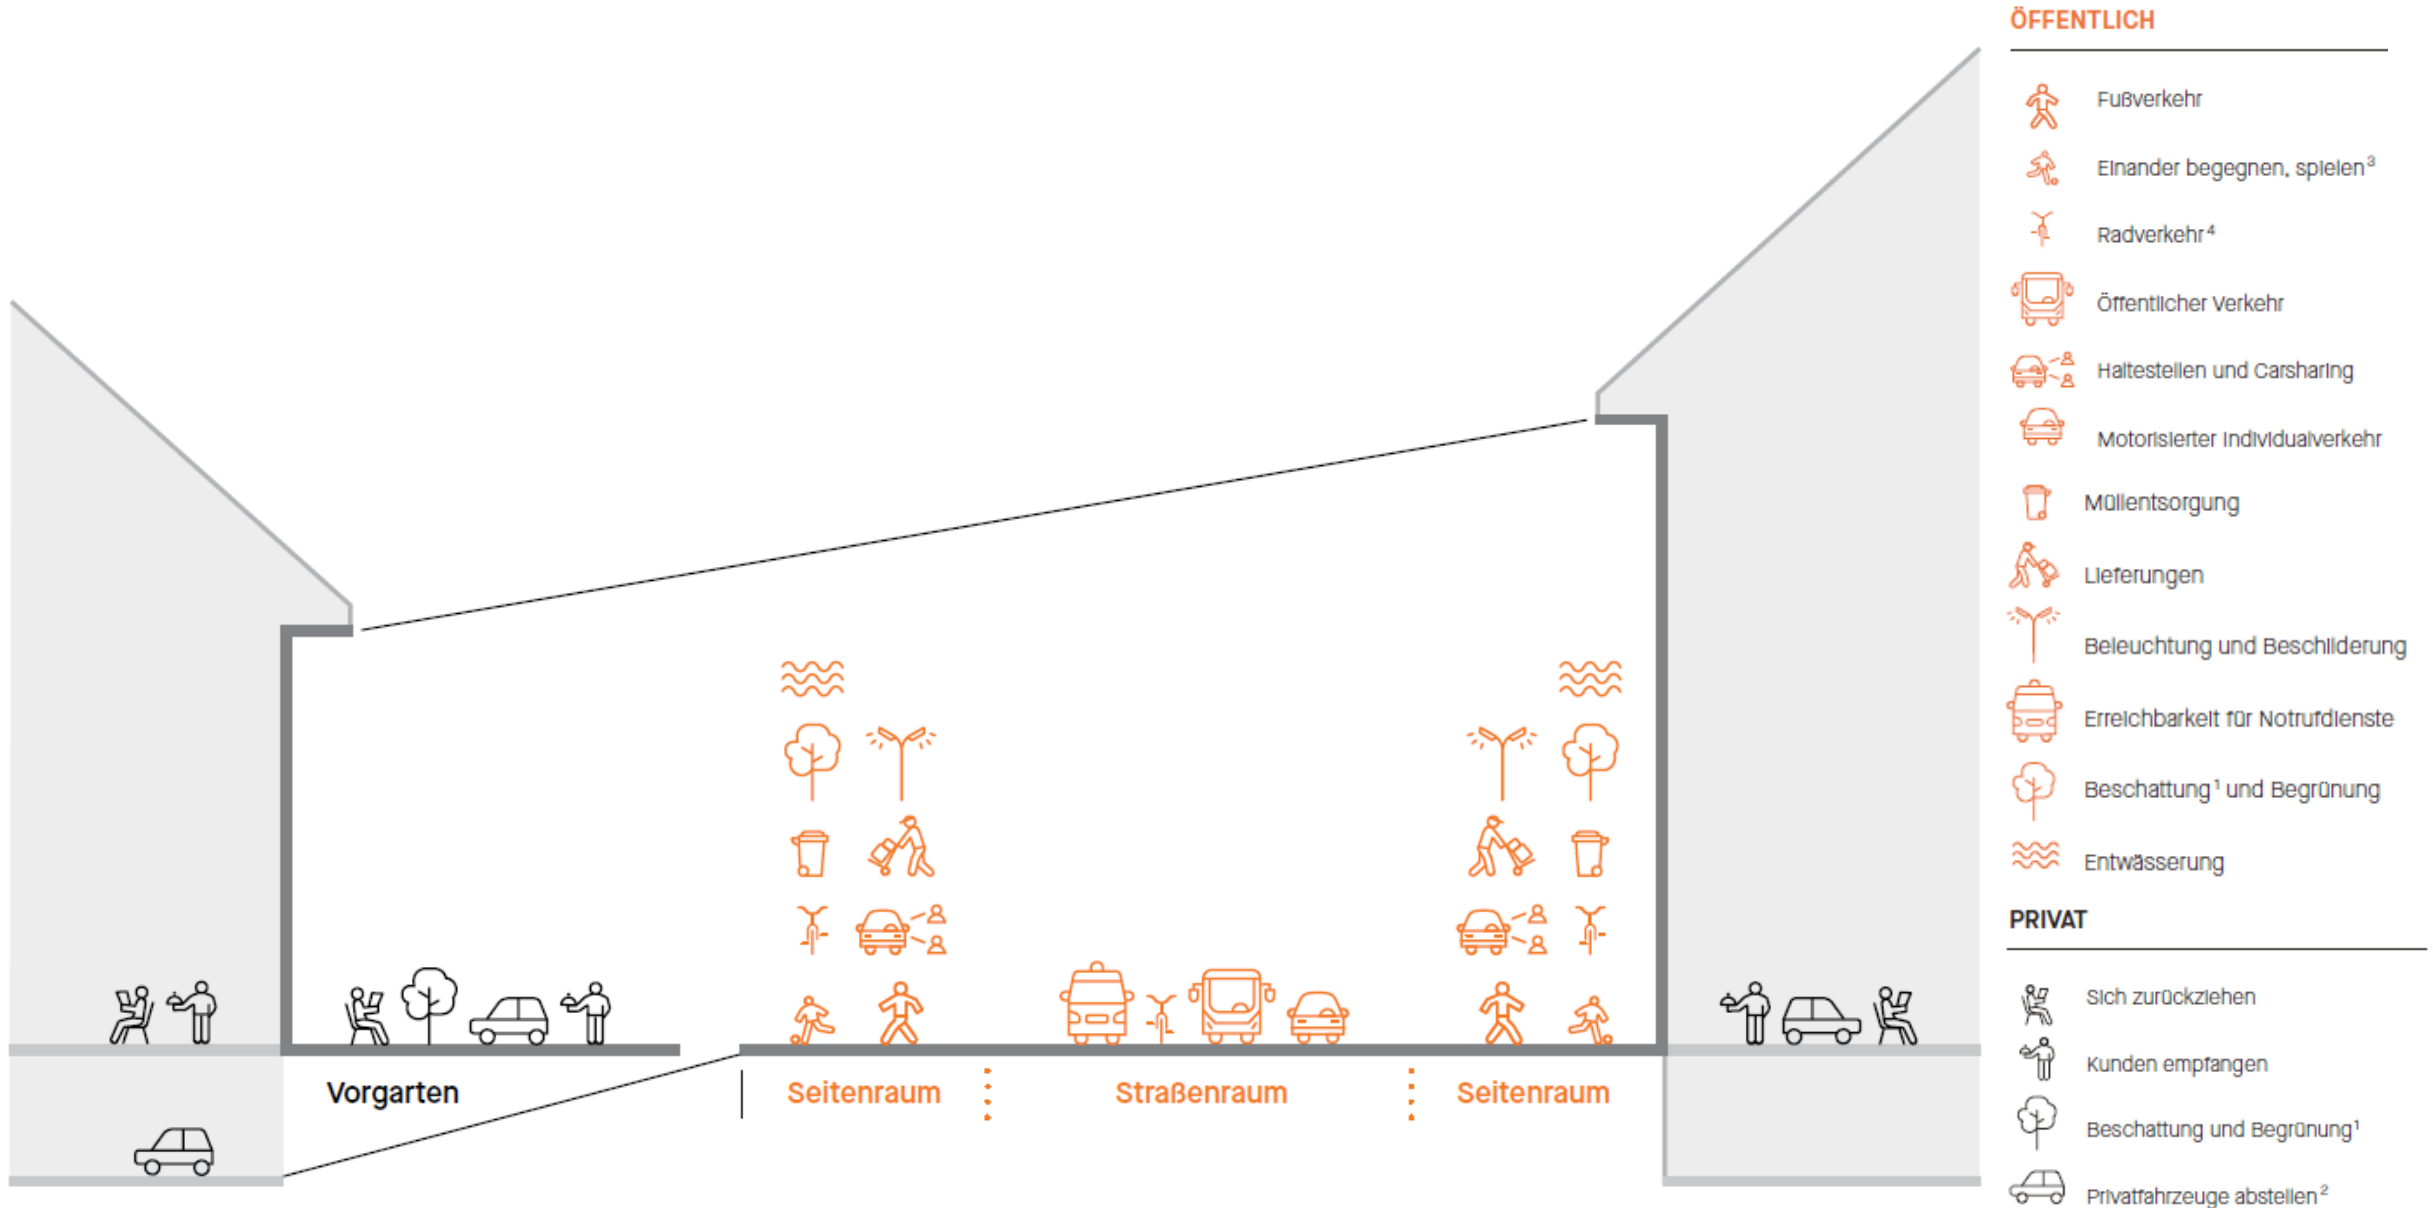 ÖFFENTLICH
Fußverkehr
Einander begegnen, spielen³
Radverkehr⁴
Öffentlicher Verkehr
Haltestellen und Carsharing
Motorisierter Individualverkehr
Müllentsorgung
Lieferungen
Beleuchtung und Beschilderung
Erreichbarkeit für Notrufdienste
Beschattung¹ und Begrünung
Entwässerung
PRIVAT
Sich zurückziehen
Kunden empfangen
Beschattung und Begrünung¹
Privatfahrzeuge abstellen²
Vorgarten
Seitenraum
Straßenraum
Seitenraum